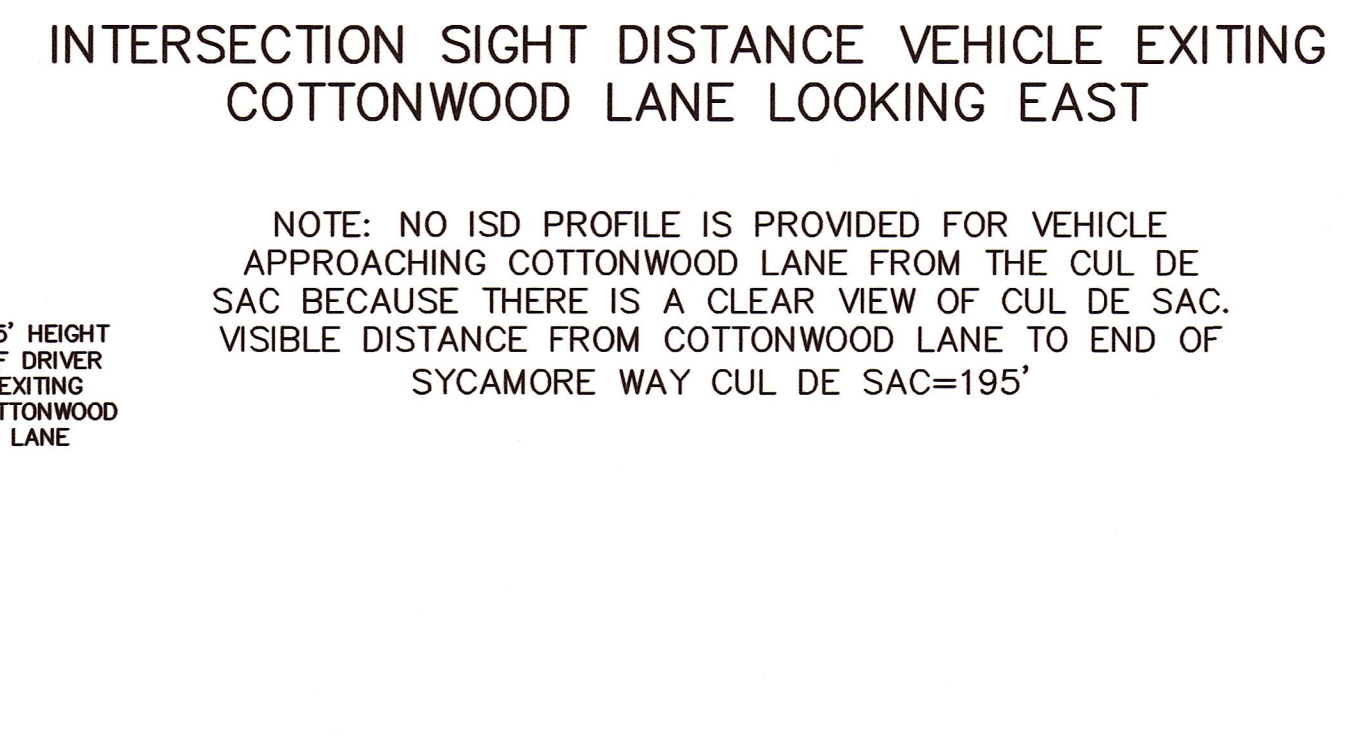 INTERSECTION SIGHT DISTANCE VEHICLE EXITING
COTTONWOOD LANE LOOKING EAST
NOTE: NO ISD PROFILE IS PROVIDED FOR VEHICLE
APPROACHING COTTONWOOD LANE FROM THE CUL DE
SAC BECAUSE THERE IS A CLEAR VIEW OF CUL DE SAC.
VISIBLE DISTANCE FROM COTTONWOOD LANE TO END OF
SYCAMORE WAY CUL DE SAC=195'
5' HEIGHT
F DRIVER
EXITING
TTONWOOD
LANE